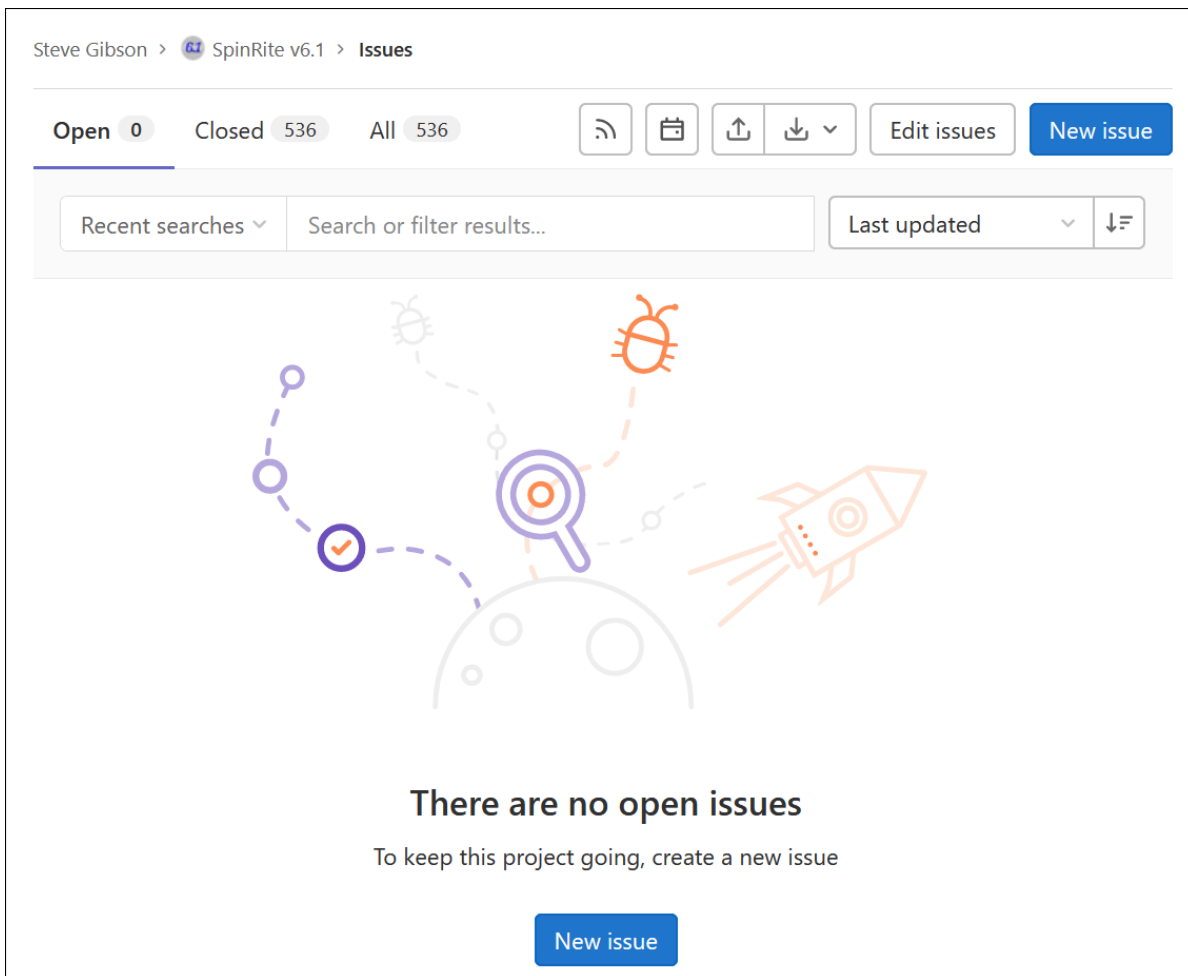 Steve Gibson > 6.1 SpinRite v6.1 > Issues
Open 0 Closed 536 All 536 Edit issues New issue
Recent searches Search or filter results... Last updated
There are no open issues
To keep this project going, create a new issue
New issue